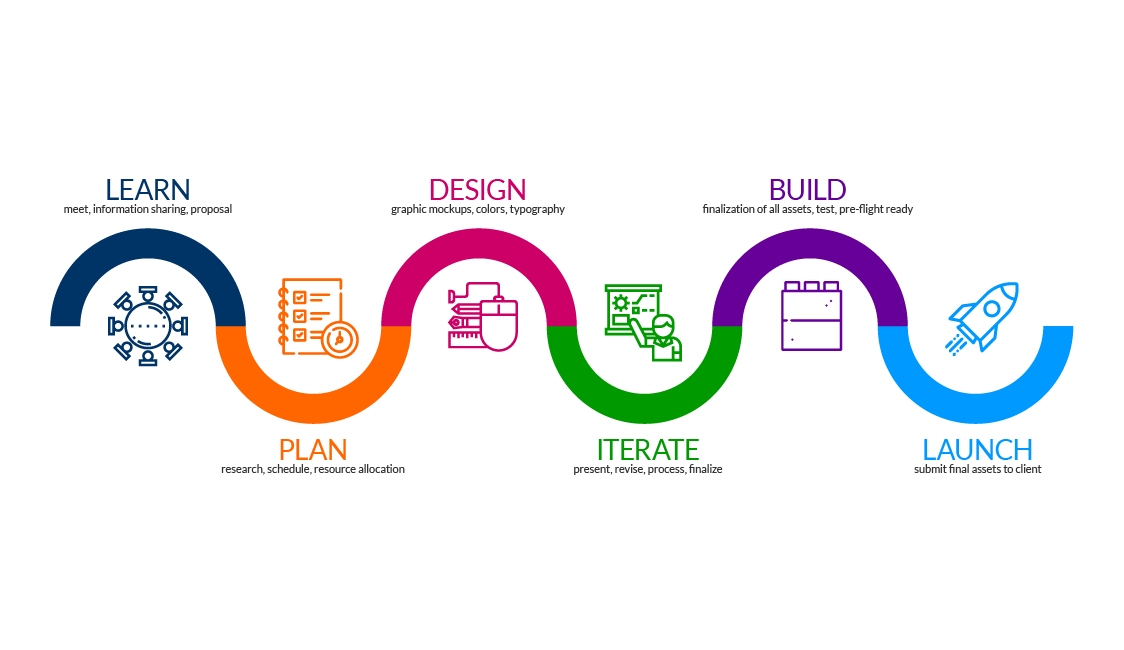 LEARN
meet, information sharing, proposal
PLAN
research, schedule, resource allocation
DESIGN
graphic mockups, colors, typography
ITERATE
present, revise, process, finalize
BUILD
finalization of all assets, test, pre-flight ready
LAUNCH
submit final assets to client